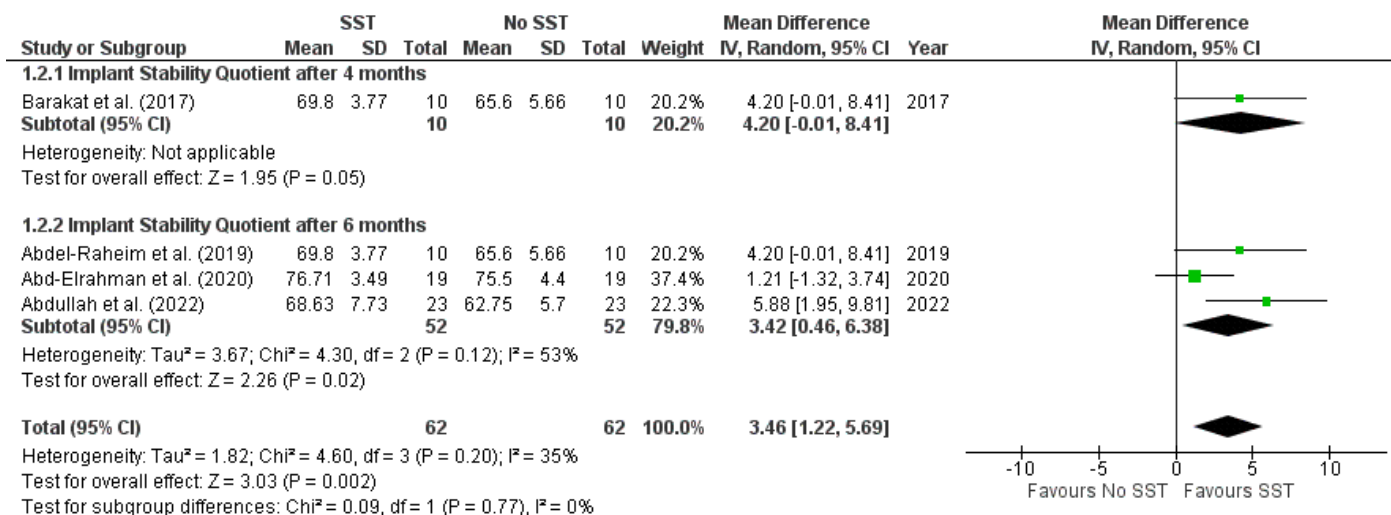 SST No SST Mean Difference Mean Difference
Study or Subgroup Mean SD Total Mean SD Total Weight IV, Random, 95% CI Year IV, Random, 95% CI
1.2.1 Implant Stability Quotient after 4 months
Barakat et al. (2017) 69.8 3.77 10 65.6 5.66 10 20.2% 4.20 [-0.01, 8.41] 2017
Subtotal (95% CI) 10 10 20.2% 4.20 [-0.01, 8.41]
Heterogeneity: Not applicable
Test for overall effect: Z = 1.95 (P = 0.05)
1.2.2 Implant Stability Quotient after 6 months
Abdel-Raheim et al. (2019) 69.8 3.77 10 65.6 5.66 10 20.2% 4.20 [-0.01, 8.41] 2019
Abd-Elrahman et al. (2020) 76.71 3.49 19 75.5 4.4 19 37.4% 1.21 [-1.32, 3.74] 2020
Abdullah et al. (2022) 68.63 7.73 23 62.75 5.7 23 22.3% 5.88 [1.95, 9.81] 2022
Subtotal (95% CI) 52 52 79.8% 3.42 [0.46, 6.38]
Heterogeneity: Tau² = 3.67; Chi² = 4.30, df = 2 (P = 0.12); I² = 53%
Test for overall effect: Z = 2.26 (P = 0.02)
Total (95% CI) 62 62 100.0% 3.46 [1.22, 5.69]
Heterogeneity: Tau² = 1.82; Chi² = 4.60, df = 3 (P = 0.20); I² = 35%
Test for overall effect: Z = 3.03 (P = 0.002)
Test for subgroup differences: Chi² = 0.09, df = 1 (P = 0.77), I² = 0%
-10 -5 0 5 10
Favours No SST Favours SST